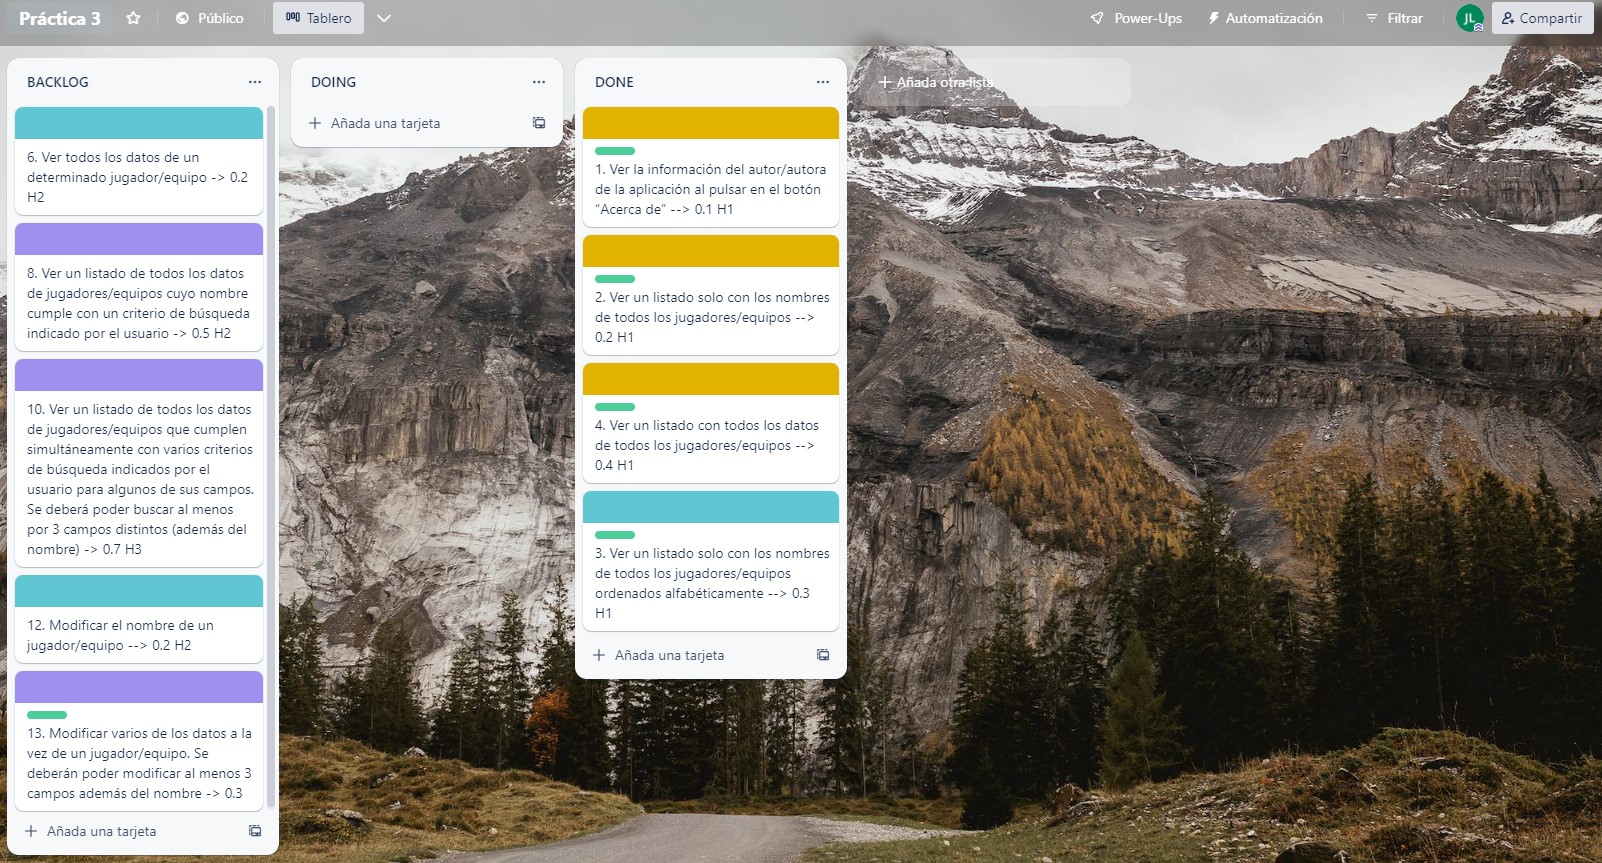 Práctica 3
Público
Tablero
Power-Ups
Automatización
Filtrar
JL
Compartir
BACKLOG
6. Ver todos los datos de un
determinado jugador/equipo -> 0.2
H2
8. Ver un listado de todos los datos
de jugadores/equipos cuyo nombre
cumple con un criterio de búsqueda
indicado por el usuario -> 0.5 H2
10. Ver un listado de todos los datos
de jugadores/equipos que cumplen
simultáneamente con varios criterios
de búsqueda indicados por el
usuario para algunos de sus campos.
Se deberá poder buscar al menos
por 3 campos distintos (además del
nombre) -> 0.7 H3
12. Modificar el nombre de un
jugador/equipo --> 0.2 H2
13. Modificar varios de los datos a la
vez de un jugador/equipo. Se
deberán poder modificar al menos 3
campos además del nombre -> 0.3
+ Añada una tarjeta
DOING
+ Añada una tarjeta
DONE
1. Ver la información del autor/autora
de la aplicación al pulsar en el botón
“Acerca de” --> 0.1 H1
2. Ver un listado solo con los nombres
de todos los jugadores/equipos -->
0.2 H1
4. Ver un listado con todos los datos
de todos los jugadores/equipos -->
0.4 H1
3. Ver un listado solo con los nombres
de todos los jugadores/equipos
ordenados alfabéticamente --> 0.3
H1
+ Añada una tarjeta
+ Añada otra lista